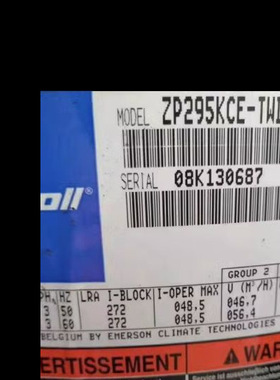 MODEL ZP295KCE-TW
SERIAL 08K130687
oll®
GROUP 2
PH, HZ LRA I-BLOCK I-OPER MAX V (M³/H)
3 50 272 048.5 046.7
3 60 272 048.5 056.4
BELGIUM BY EMERSON CLIMATE TECHNOLOGIES
ERTISSEMENT WAR